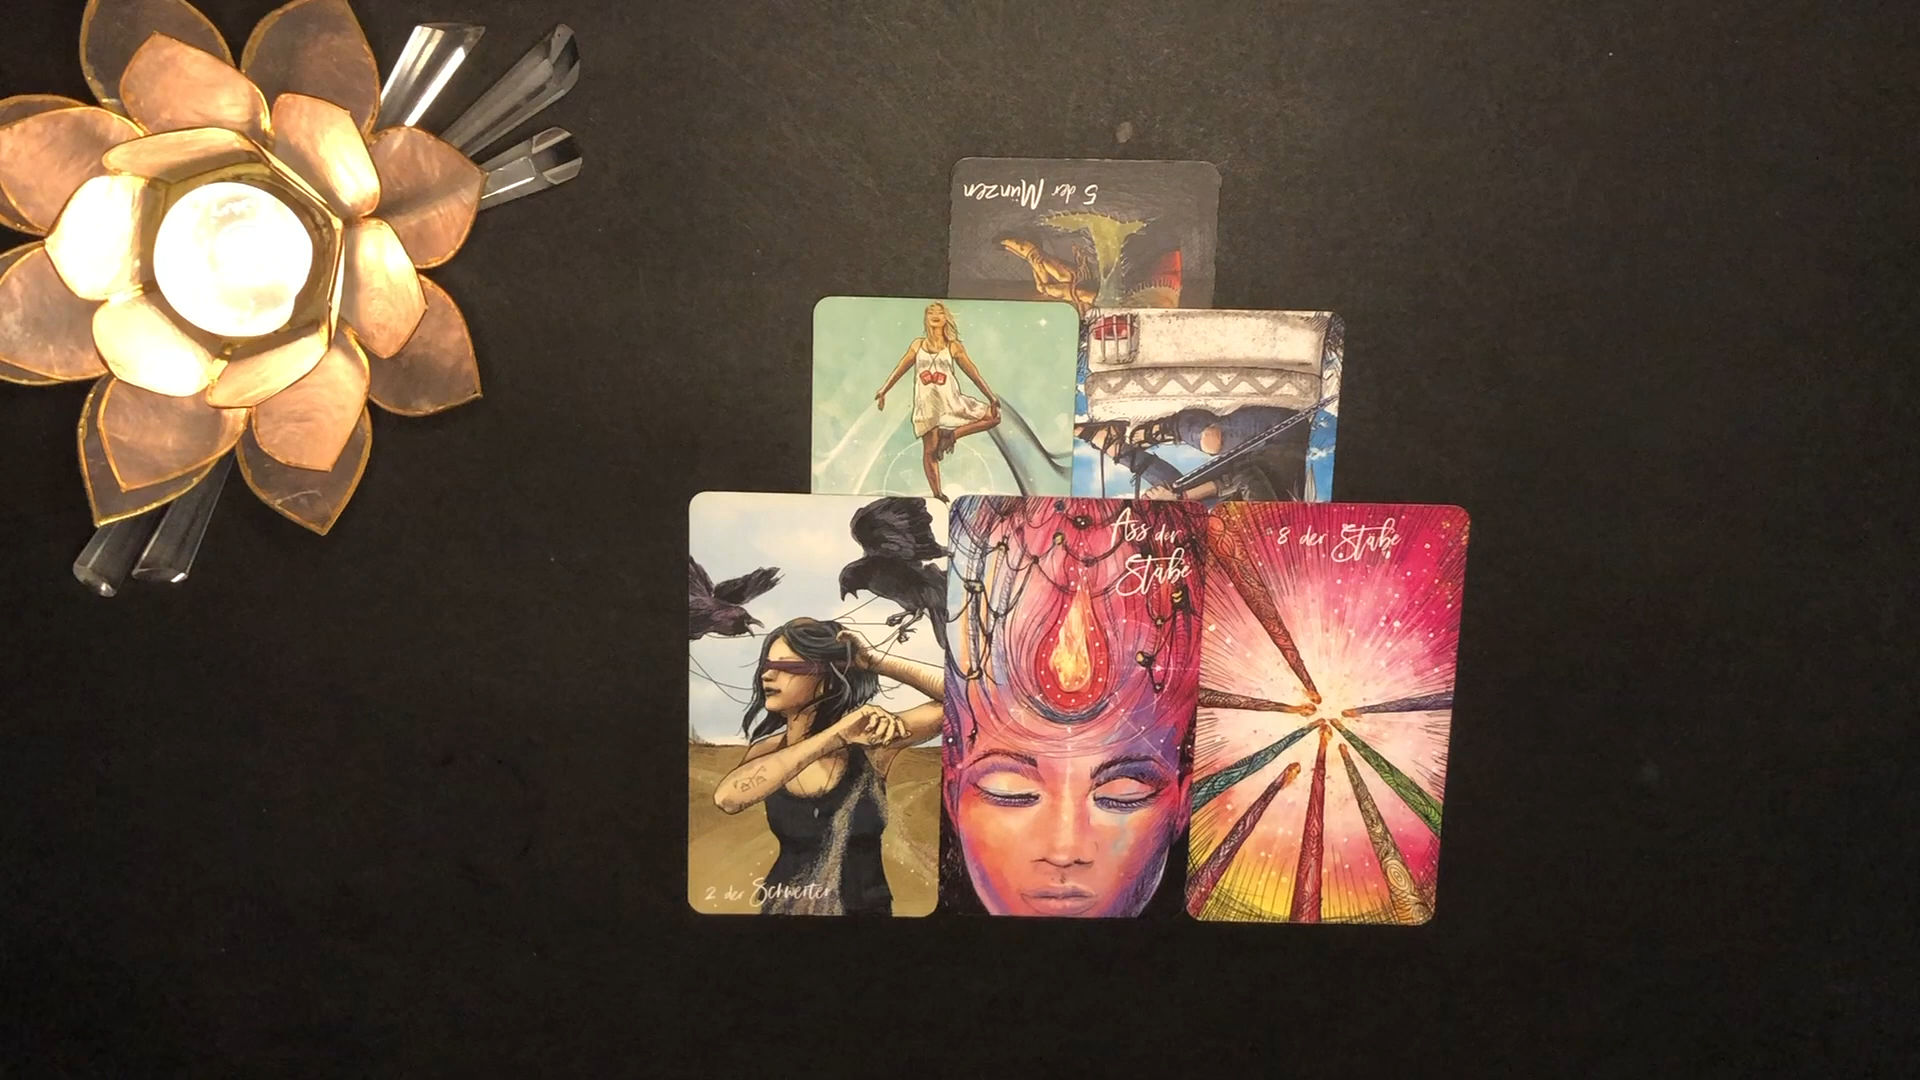 5 der Münzen
Ass der
Stäbe
8 der Stäbe
2 der Schwerter